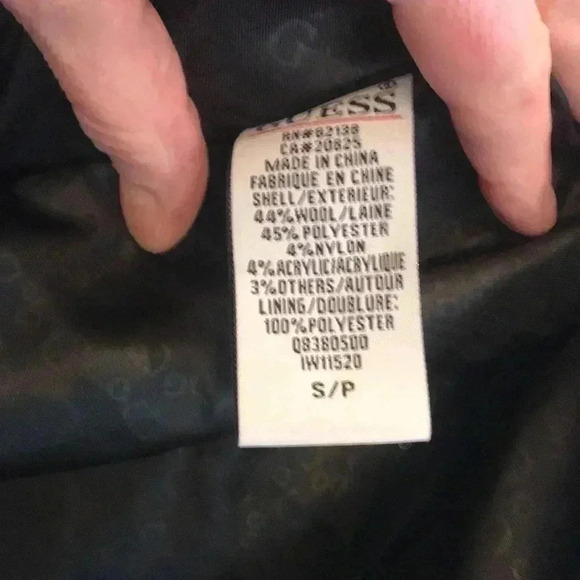 GUESS®
RN#62136
CA#20825
MADE IN CHINA
FABRIQUE EN CHINE
SHELL/EXTERIEUR:
44%WOOL/LAINE
45%POLYESTER
4%NYLON
4%ACRYLIC/ACRYLIQUE
3%OTHERS/AUTOUR
LINING/DOUBLURE:
100%POLYESTER
Q8380500
IW11520
S/P